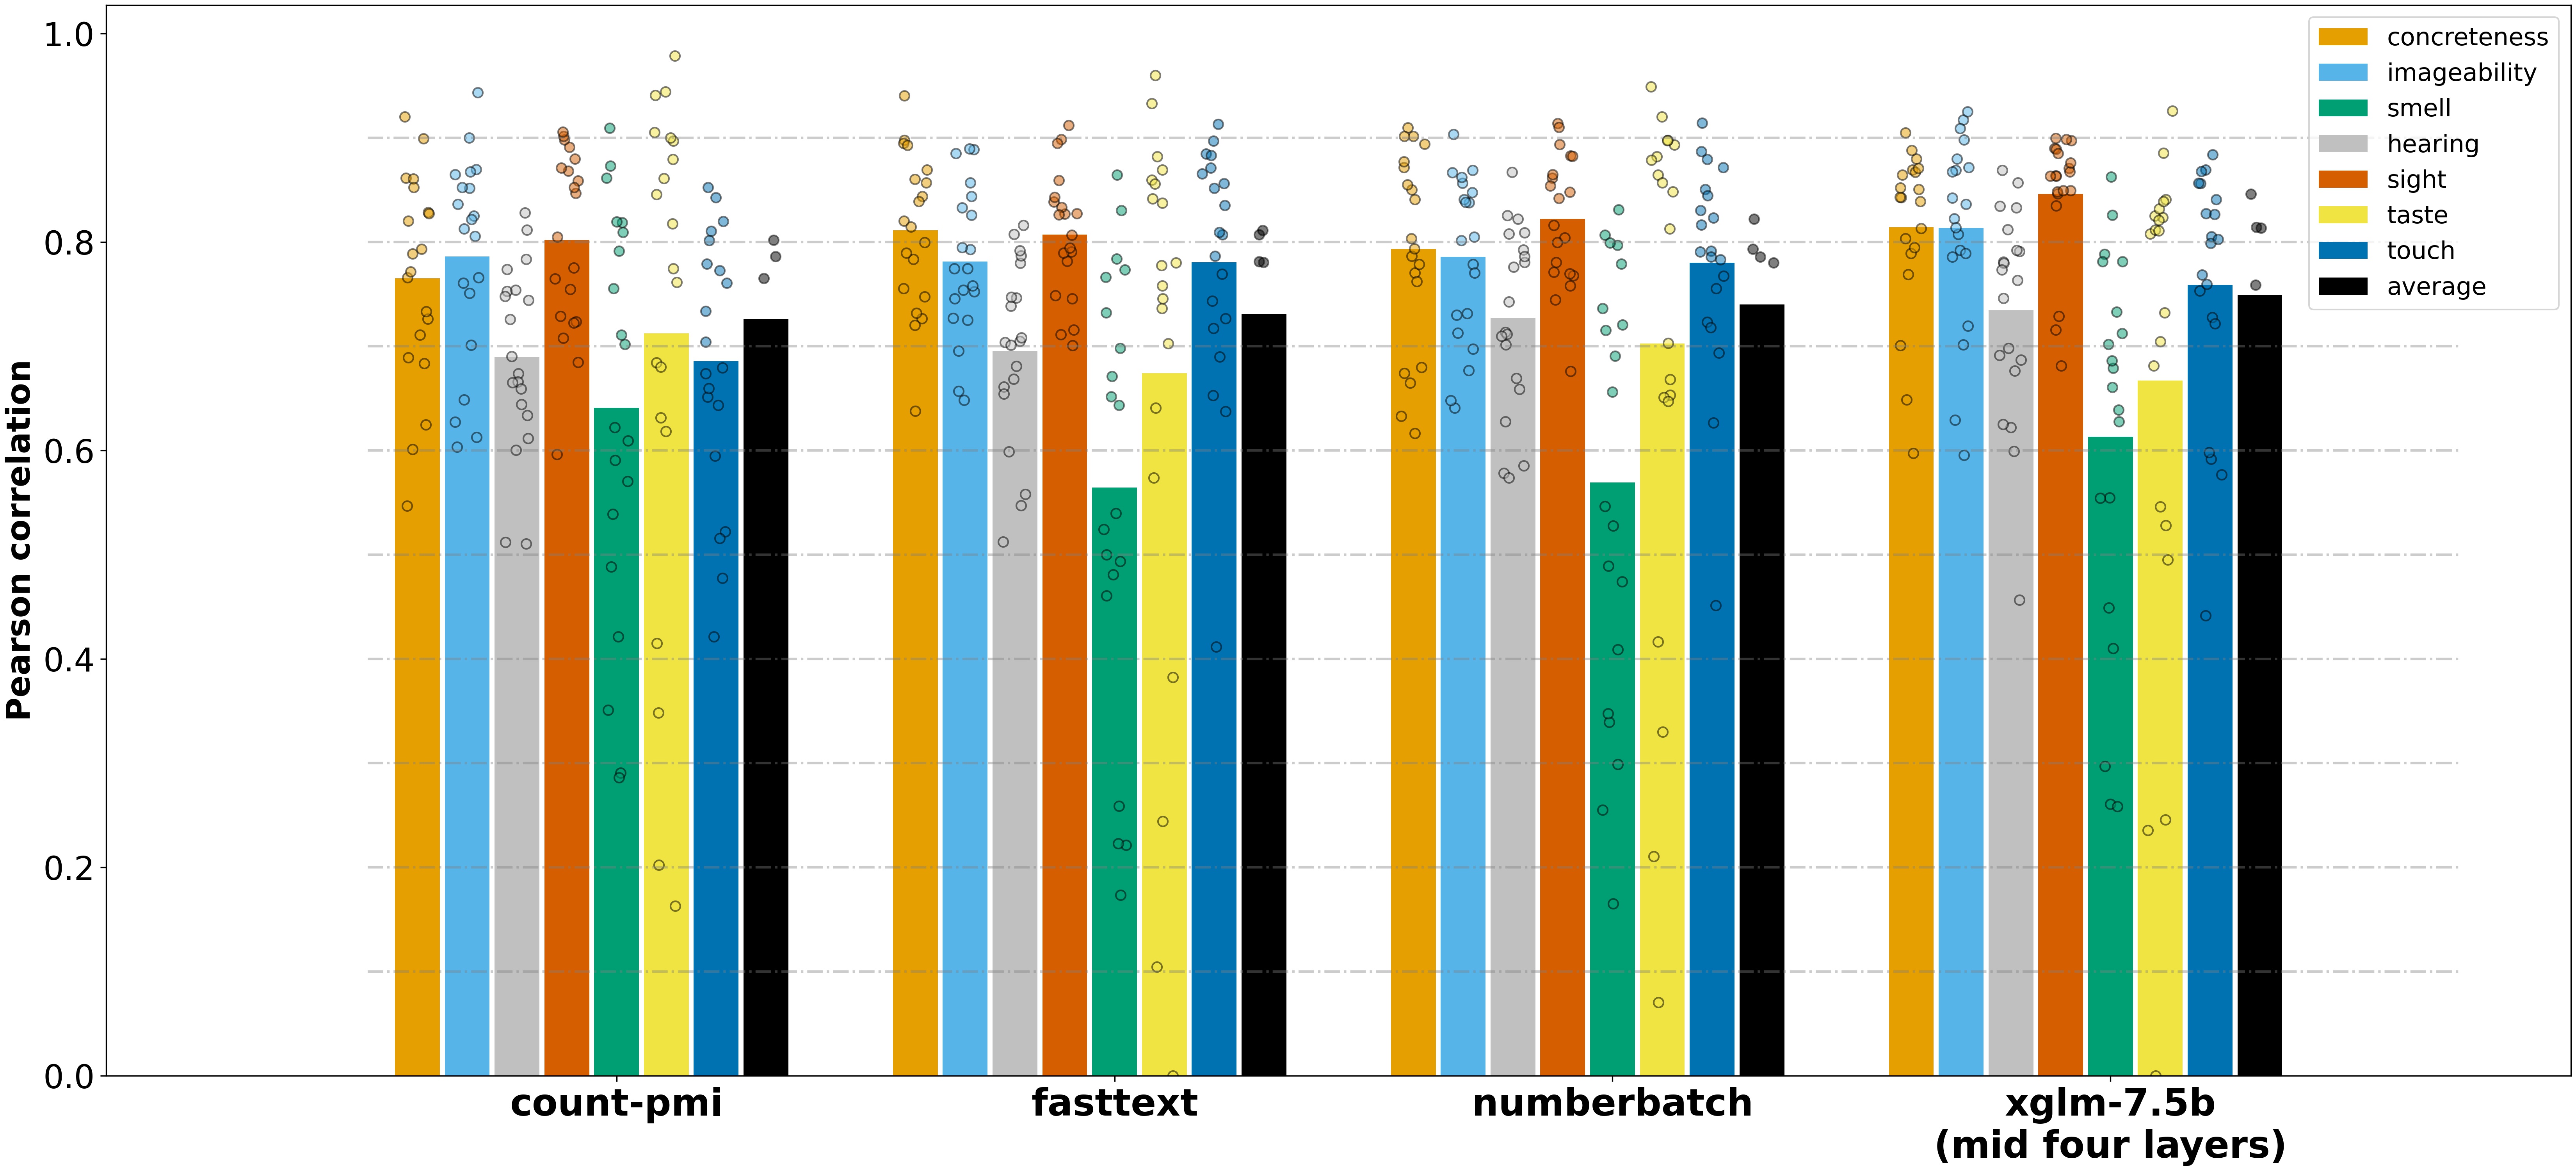 1.0
0.8
0.6
0.4
0.2
0.0
Pearson correlation
concreteness
imageability
smell
hearing
sight
taste
touch
average
count-pmi
fasttext
numberbatch
xglm-7.5b
(mid four layers)